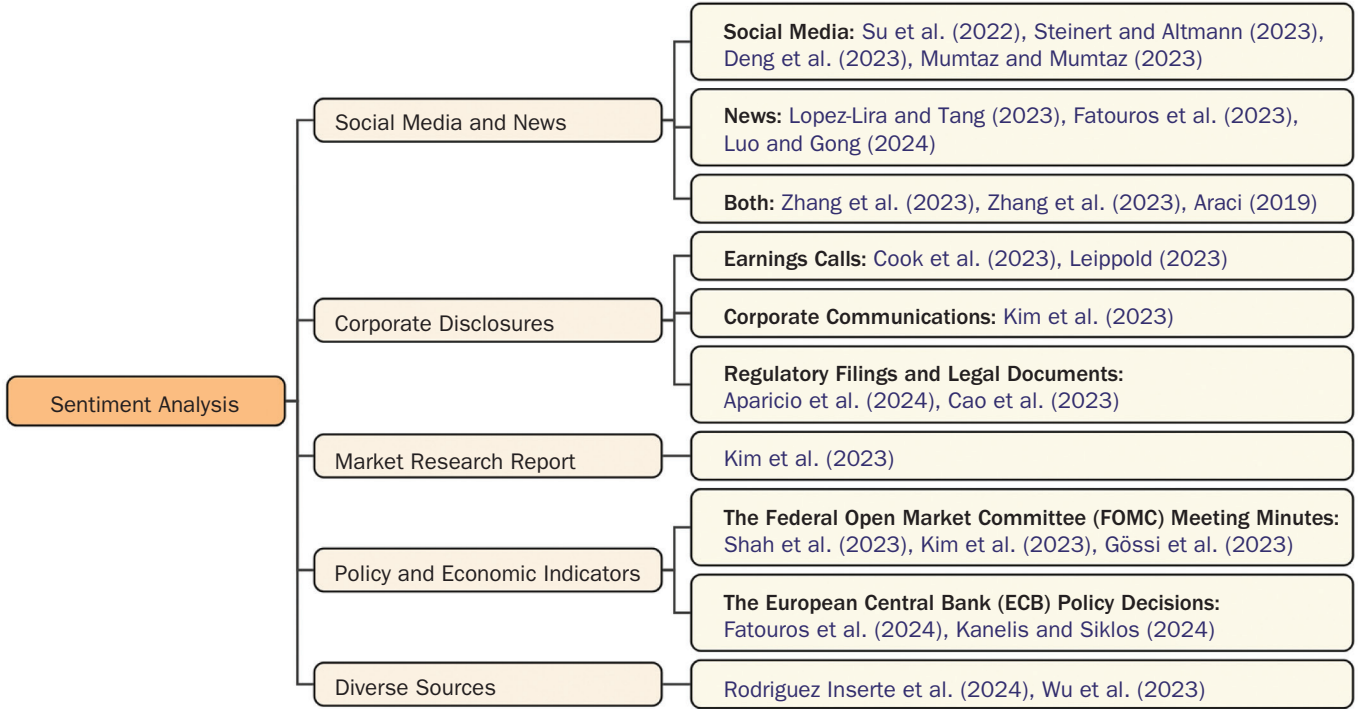 Sentiment Analysis
Social Media and News
Social Media: Su et al. (2022), Steinert and Altmann (2023),
Deng et al. (2023), Mumtaz and Mumtaz (2023)
News: Lopez-Lira and Tang (2023), Fatouros et al. (2023),
Luo and Gong (2024)
Both: Zhang et al. (2023), Zhang et al. (2023), Araci (2019)
Corporate Disclosures
Earnings Calls: Cook et al. (2023), Leippold (2023)
Corporate Communications: Kim et al. (2023)
Regulatory Filings and Legal Documents:
Aparicio et al. (2024), Cao et al. (2023)
Market Research Report
Kim et al. (2023)
Policy and Economic Indicators
The Federal Open Market Committee (FOMC) Meeting Minutes:
Shah et al. (2023), Kim et al. (2023), Gössi et al. (2023)
The European Central Bank (ECB) Policy Decisions:
Fatouros et al. (2024), Kanelis and Siklos (2024)
Diverse Sources
Rodriguez Inserte et al. (2024), Wu et al. (2023)